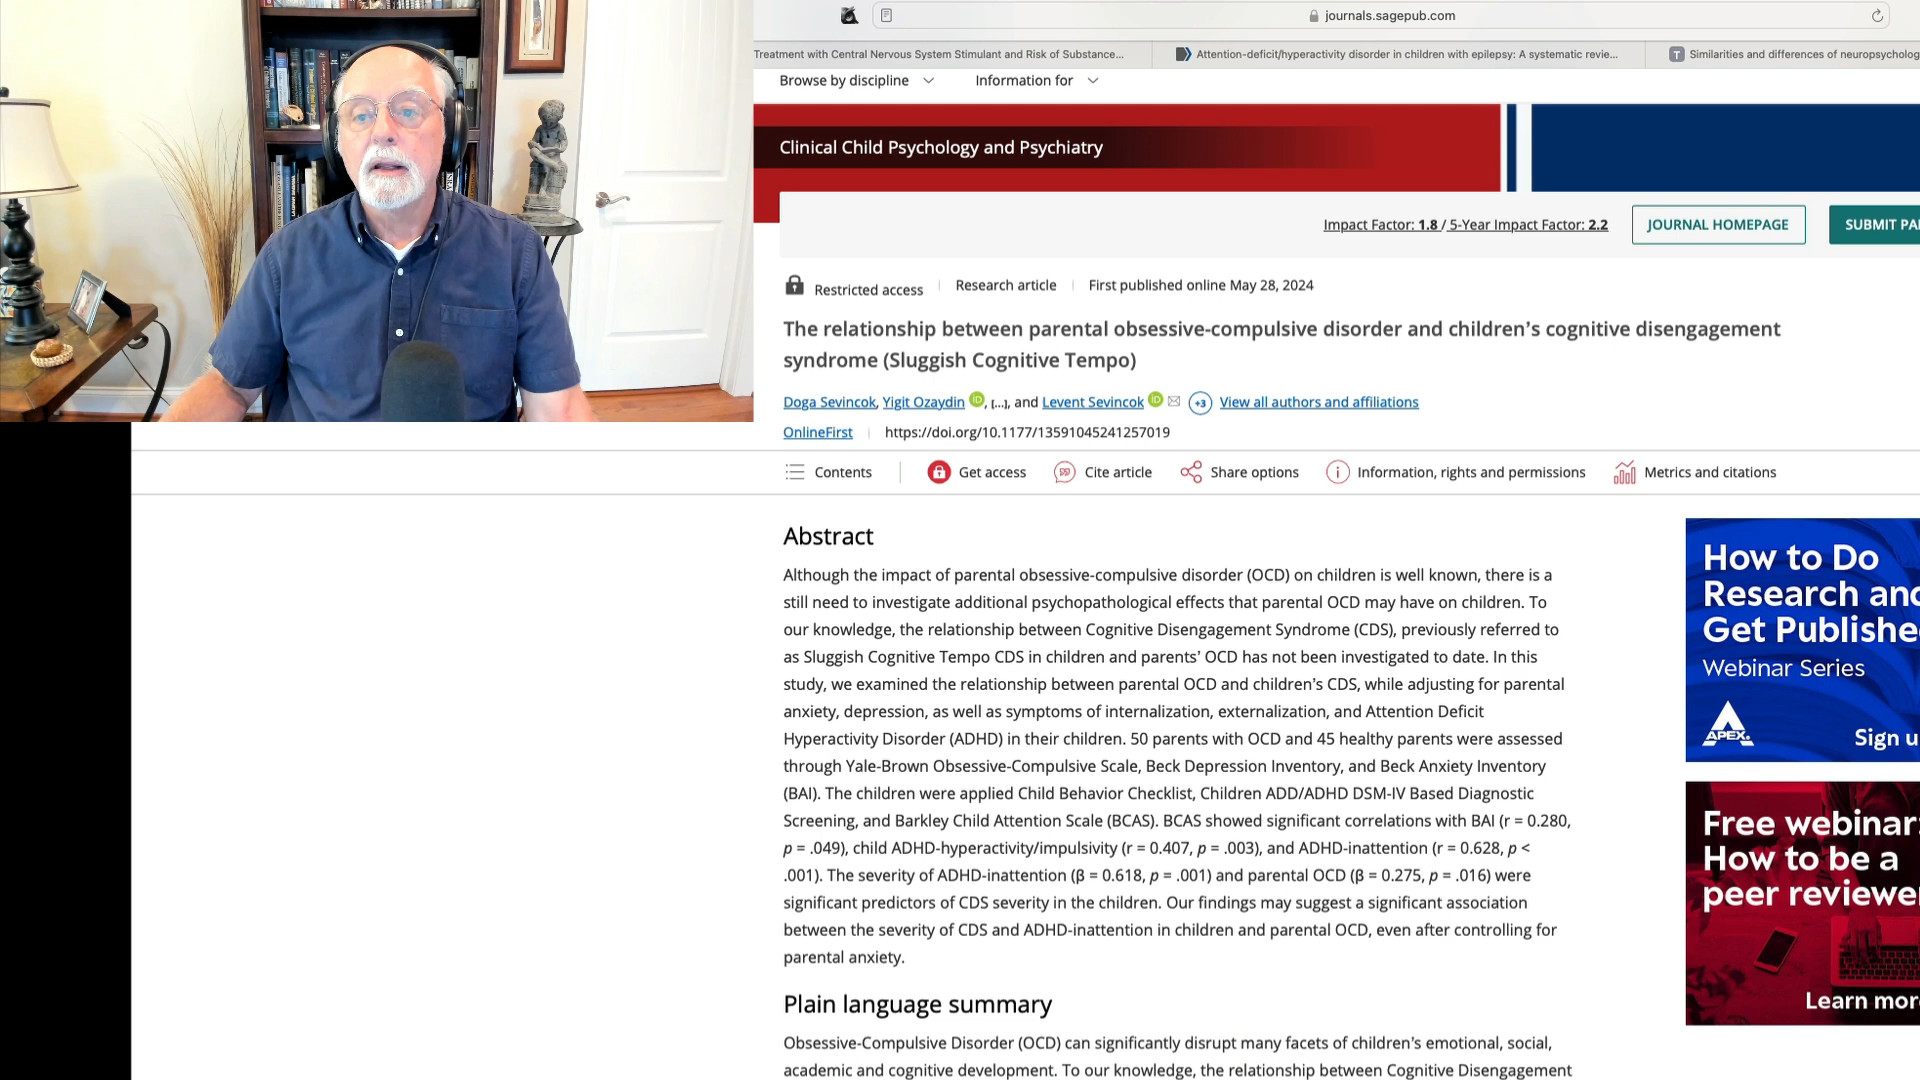 journals.sagepub.com
Treatment with Central Nervous System Stimulant and Risk of Substance...
Attention-deficit/hyperactivity disorder in children with epilepsy: A systematic revie...
T
Similarities and differences of neuropsycholog
Browse by discipline
Information for
Clinical Child Psychology and Psychiatry
Impact Factor: 1.8 / 5-Year Impact Factor: 2.2
JOURNAL HOMEPAGE
SUBMIT PA
Restricted access
Research article
First published online May 28, 2024
The relationship between parental obsessive-compulsive disorder and children's cognitive disengagement
syndrome (Sluggish Cognitive Tempo)
Doga Sevincok, Yigit Ozaydin iD, [...], and Levent Sevincok iD +3 View all authors and affiliations
OnlineFirst
https://doi.org/10.1177/13591045241257019
Contents
Get access
Cite article
Share options
Information, rights and permissions
Metrics and citations
Abstract
Although the impact of parental obsessive-compulsive disorder (OCD) on children is well known, there is a
still need to investigate additional psychopathological effects that parental OCD may have on children. To
our knowledge, the relationship between Cognitive Disengagement Syndrome (CDS), previously referred to
as Sluggish Cognitive Tempo CDS in children and parents' OCD has not been investigated to date. In this
study, we examined the relationship between parental OCD and children's CDS, while adjusting for parental
anxiety, depression, as well as symptoms of internalization, externalization, and Attention Deficit
Hyperactivity Disorder (ADHD) in their children. 50 parents with OCD and 45 healthy parents were assessed
through Yale-Brown Obsessive-Compulsive Scale, Beck Depression Inventory, and Beck Anxiety Inventory
(BAI). The children were applied Child Behavior Checklist, Children ADD/ADHD DSM-IV Based Diagnostic
Screening, and Barkley Child Attention Scale (BCAS). BCAS showed significant correlations with BAI (r = 0.280,
p = .049), child ADHD-hyperactivity/impulsivity (r = 0.407, p = .003), and ADHD-inattention (r = 0.628, p <
.001). The severity of ADHD-inattention (β = 0.618, p = .001) and parental OCD (β = 0.275, p = .016) were
significant predictors of CDS severity in the children. Our findings may suggest a significant association
between the severity of CDS and ADHD-inattention in children and parental OCD, even after controlling for
parental anxiety.
Plain language summary
Obsessive-Compulsive Disorder (OCD) can significantly disrupt many facets of children's emotional, social,
academic and cognitive development. To our knowledge, the relationship between Cognitive Disengagement
How to Do
Research and
Get Publishe
Webinar Series
APEX.
Sign u
Free webinar:
How to be a
peer reviewe
Learn mor